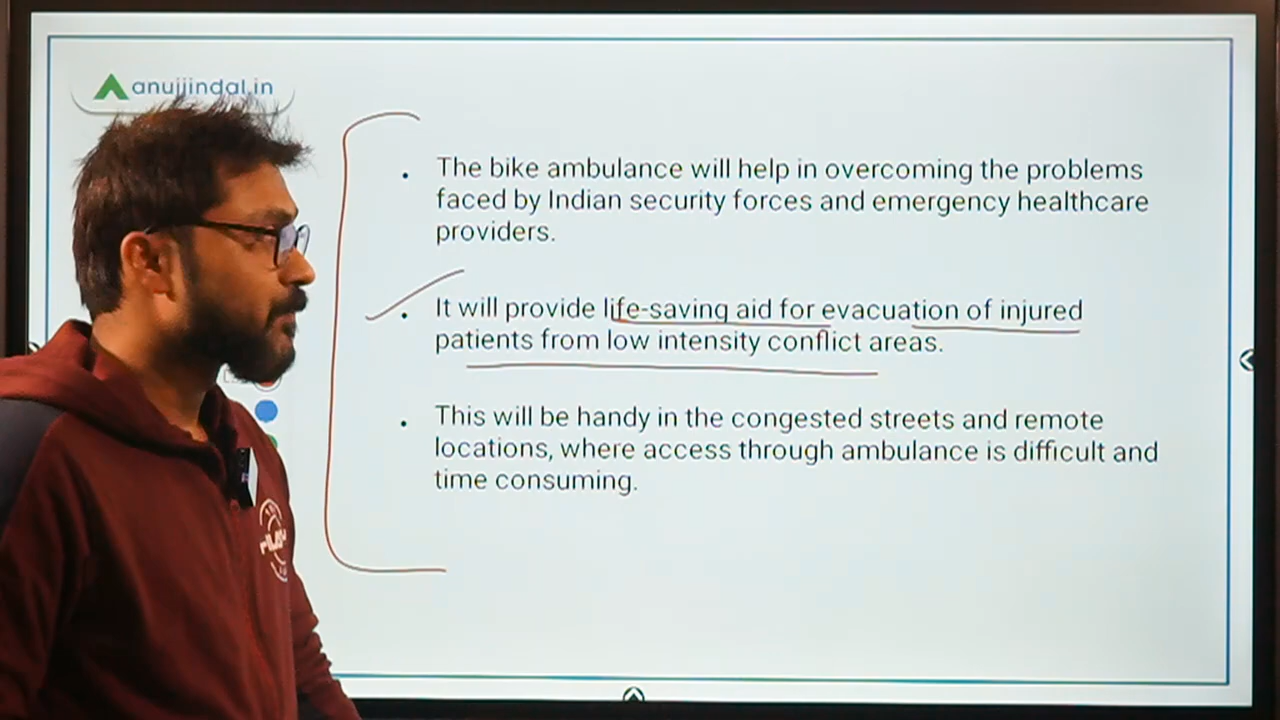 anujjindal.in
The bike ambulance will help in overcoming the problems
faced by Indian security forces and emergency healthcare
providers.
It will provide life-saving aid for evacuation of injured
patients from low intensity conflict areas.
This will be handy in the congested streets and remote
locations, where access through ambulance is difficult and
time consuming.